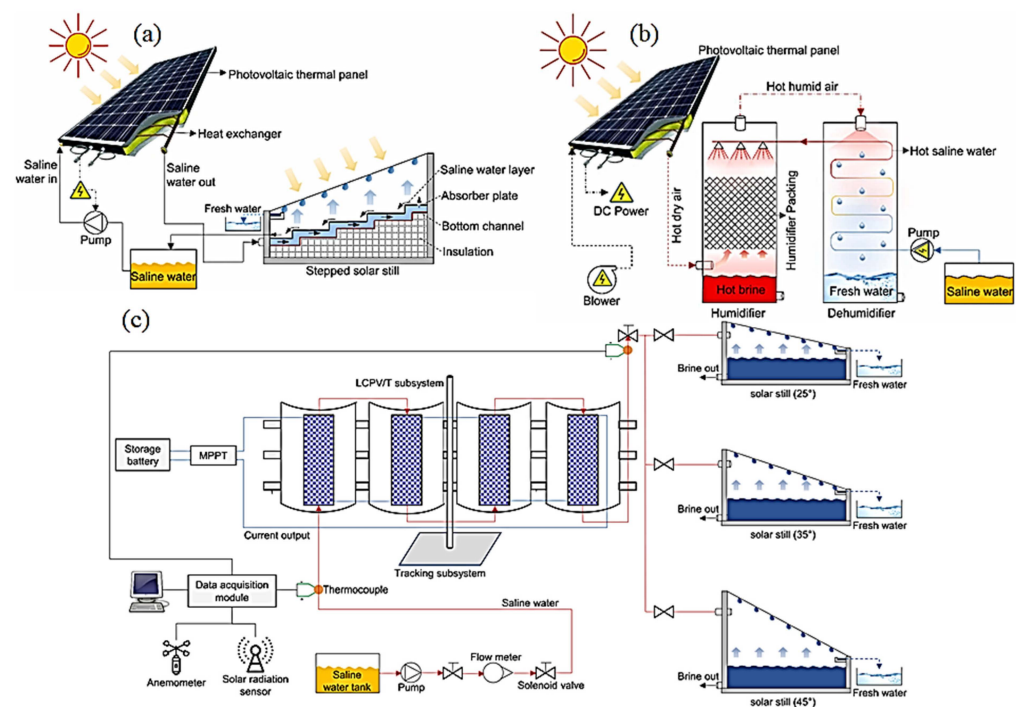 (a)
Photovoltaic thermal panel
Heat exchanger
Saline
water in
Saline
water out
Pump
Saline water
Fresh water
Saline water layer
Absorber plate
Bottom channel
Insulation
Stepped solar still
(b)
Photovoltaic thermal panel
Hot humid air
DC Power
Blower
Hot dry air
Humidifier Packing
Hot saline water
Pump
Hot brine
Fresh water
Saline water
Humidifier
Dehumidifier
(c)
LCPV/T subsystem
Storage
battery
MPPT
Current output
Tracking subsystem
Data acquisition
module
Thermocouple
Anemometer
Solar radiation
sensor
Saline water
Saline
water tank
Pump
Flow meter
Solenoid valve
Brine out
solar still (25°)
Fresh water
Brine out
solar still (35°)
Fresh water
Brine out
solar still (45°)
Fresh water